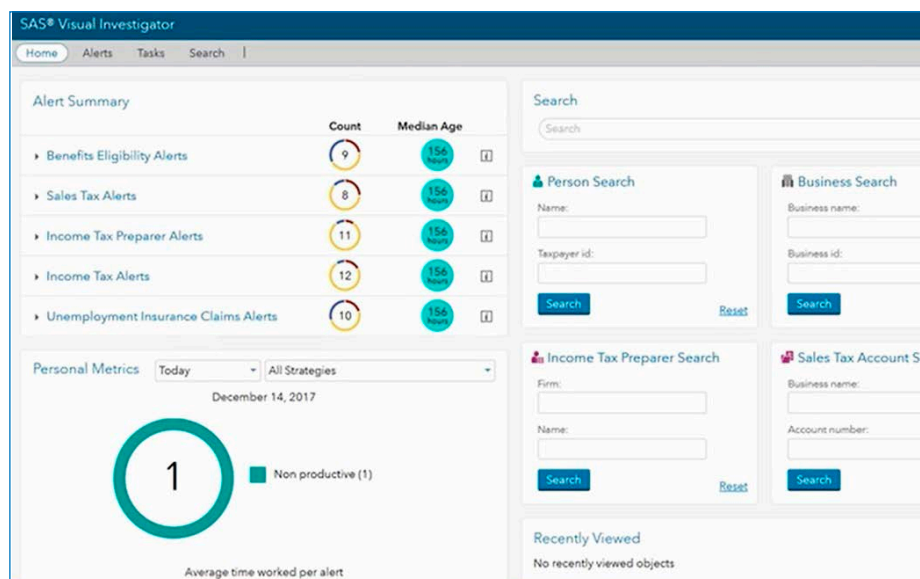 SAS® Visual Investigator
Home Alerts Tasks Search
Alert Summary
Count Median Age
Benefits Eligibility Alerts 9 156 hours
Sales Tax Alerts 8 156 hours
Income Tax Preparer Alerts 11 156 hours
Income Tax Alerts 12 156 hours
Unemployment Insurance Claims Alerts 10 156 hours
Personal Metrics Today All Strategies
December 14, 2017
1 Non productive (1)
Average time worked per alert
Search
Search
Person Search
Name:
Taxpayer id:
Search Reset
Business Search
Business name:
Business id:
Search
Income Tax Preparer Search
Firm:
Name:
Search Reset
Sales Tax Account S
Business name:
Account number:
Search
Recently Viewed
No recently viewed objects